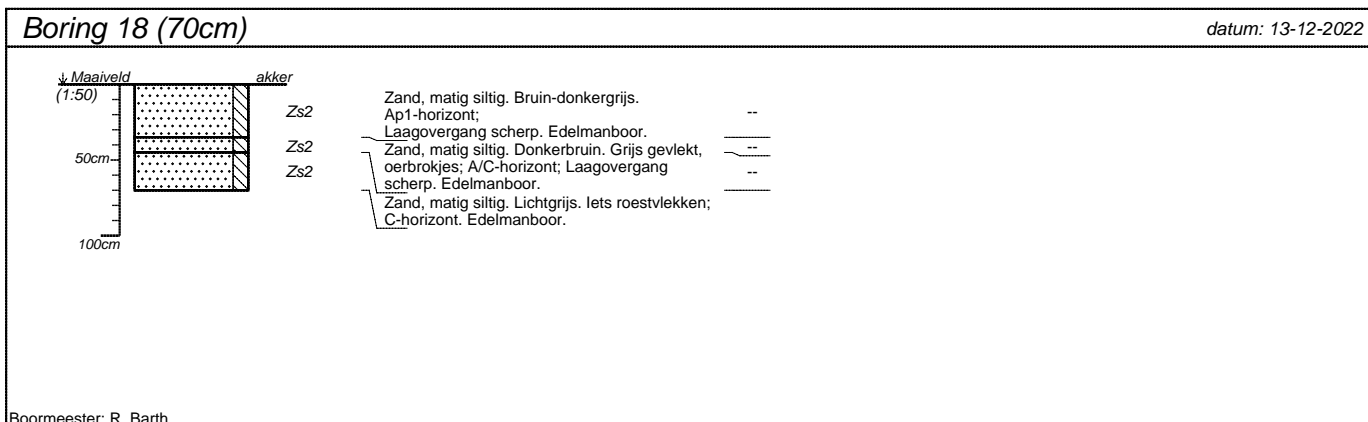 Boring 18 (70cm)
datum: 13-12-2022
Maaiveld
akker
(1:50)
50cm
100cm
Zs2
Zand, matig siltig. Bruin-donkergrijs.
Ap1-horizont;
Laagovergang scherp. Edelmanboor.
--
Zs2
Zand, matig siltig. Donkerbruin. Grijs gevlekt,
oerbrokjes; A/C-horizont; Laagovergang
scherp. Edelmanboor.
--
Zs2
Zand, matig siltig. Lichtgrijs. Iets roestvlekken;
C-horizont. Edelmanboor.
--
Boormeester: R. Barth